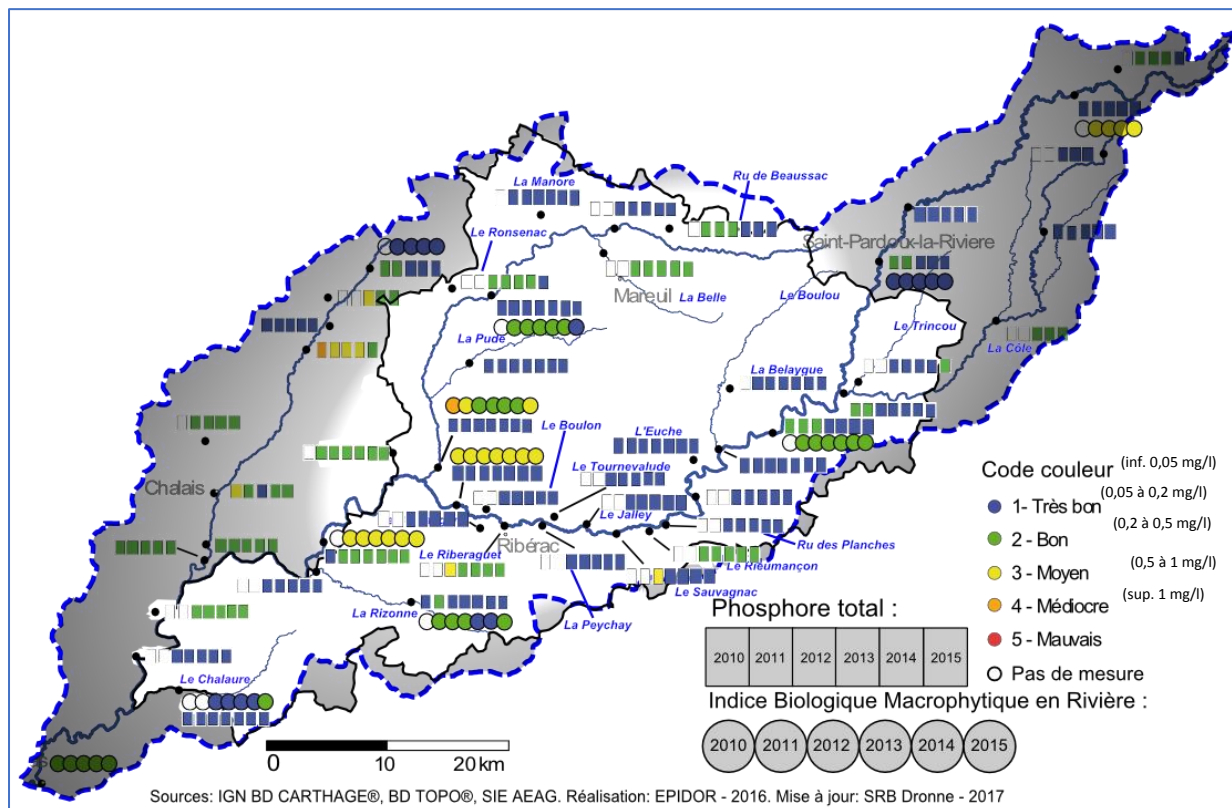 La Manore
Ru de Beaussac
Le Ronsenac
Saint-Pardoux-la-Riviere
Mareuil
La Belle
Le Boulou
Le Trincou
La Pude
La Côle
La Belaygue
Le Boulon
L'Euche
Le Tournevalude
Chalais
Le Jalley
Ribérac
Le Riberaguet
Ru des Planches
Le Rieumançon
Le Sauvagnac
La Rizonne
La Peychay
Le Chalaure
Code couleur (inf. 0,05 mg/l)
1- Très bon (0,05 à 0,2 mg/l)
(0,2 à 0,5 mg/l)
2 - Bon
3 - Moyen (0,5 à 1 mg/l)
4 - Médiocre (sup. 1 mg/l)
5 - Mauvais
Pas de mesure
Phosphore total :
2010 2011 2012 2013 2014 2015
Indice Biologique Macrophytique en Rivière :
2010 2011 2012 2013 2014 2015
0 10 20 km
Sources: IGN BD CARTHAGE®, BD TOPO®, SIE AEAG. Réalisation: EPIDOR - 2016. Mise à jour: SRB Dronne - 2017